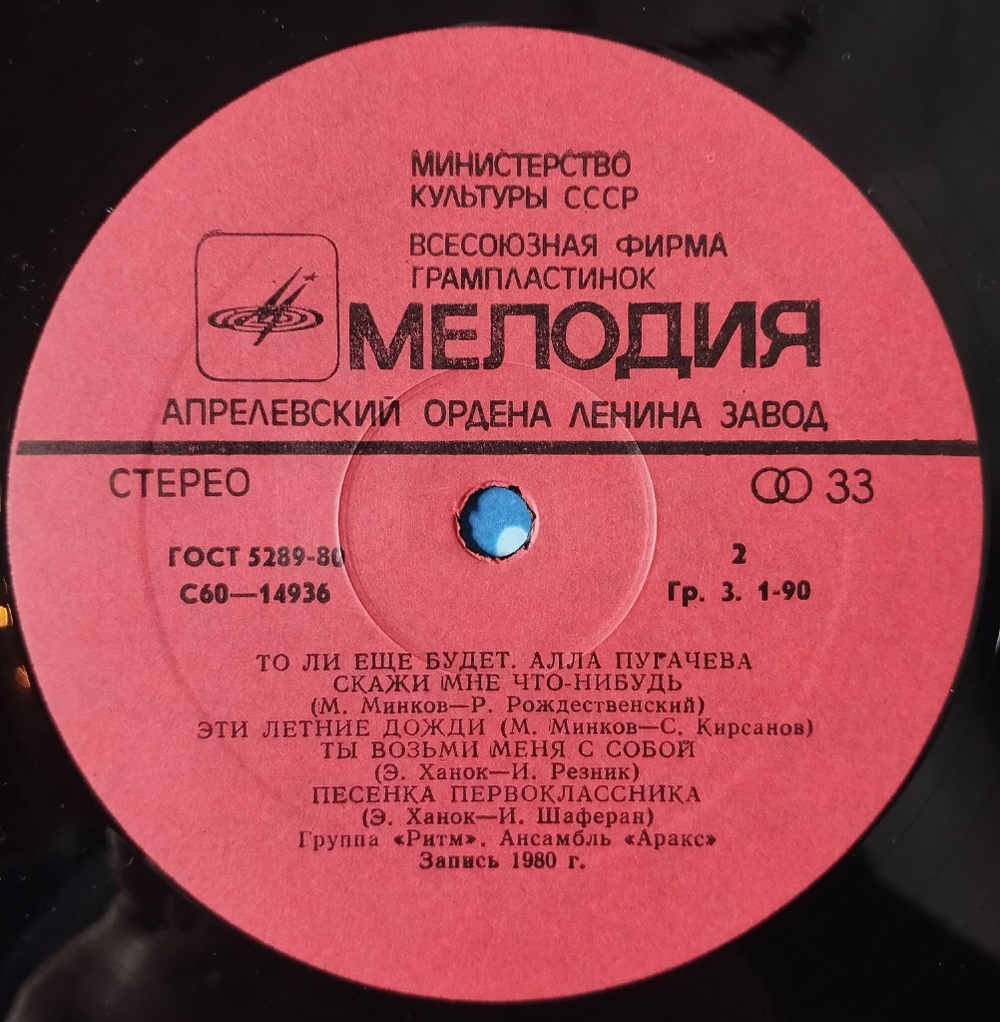 МИНИСТЕРСТВО
КУЛЬТУРЫ СССР
ВСЕСОЮЗНАЯ ФИРМА
ГРАМПЛАСТИНОК
МЕЛОДИЯ
АПРЕЛЕВСКИЙ ОРДЕНА ЛЕНИНА ЗАВОД
СТЕРЕО
33
ГОСТ 5289-80
2
С60—14936
Гр. 3. 1-90
ТО ЛИ ЕЩЕ БУДЕТ. АЛЛА ПУГАЧЕВА
СКАЖИ МНЕ ЧТО-НИБУДЬ
(М. Минков—Р. Рождественский)
ЭТИ ЛЕТНИЕ ДОЖДИ (М. Минков—С. Кирсанов)
ТЫ ВОЗЬМИ МЕНЯ С СОБОЙ
(Э. Ханок—И. Резник)
ПЕСЕНКА ПЕРВОКЛАССНИКА
(Э. Ханок—И. Шаферан)
Группа «Ритм». Ансамбль «Аракс»
Запись 1980 г.